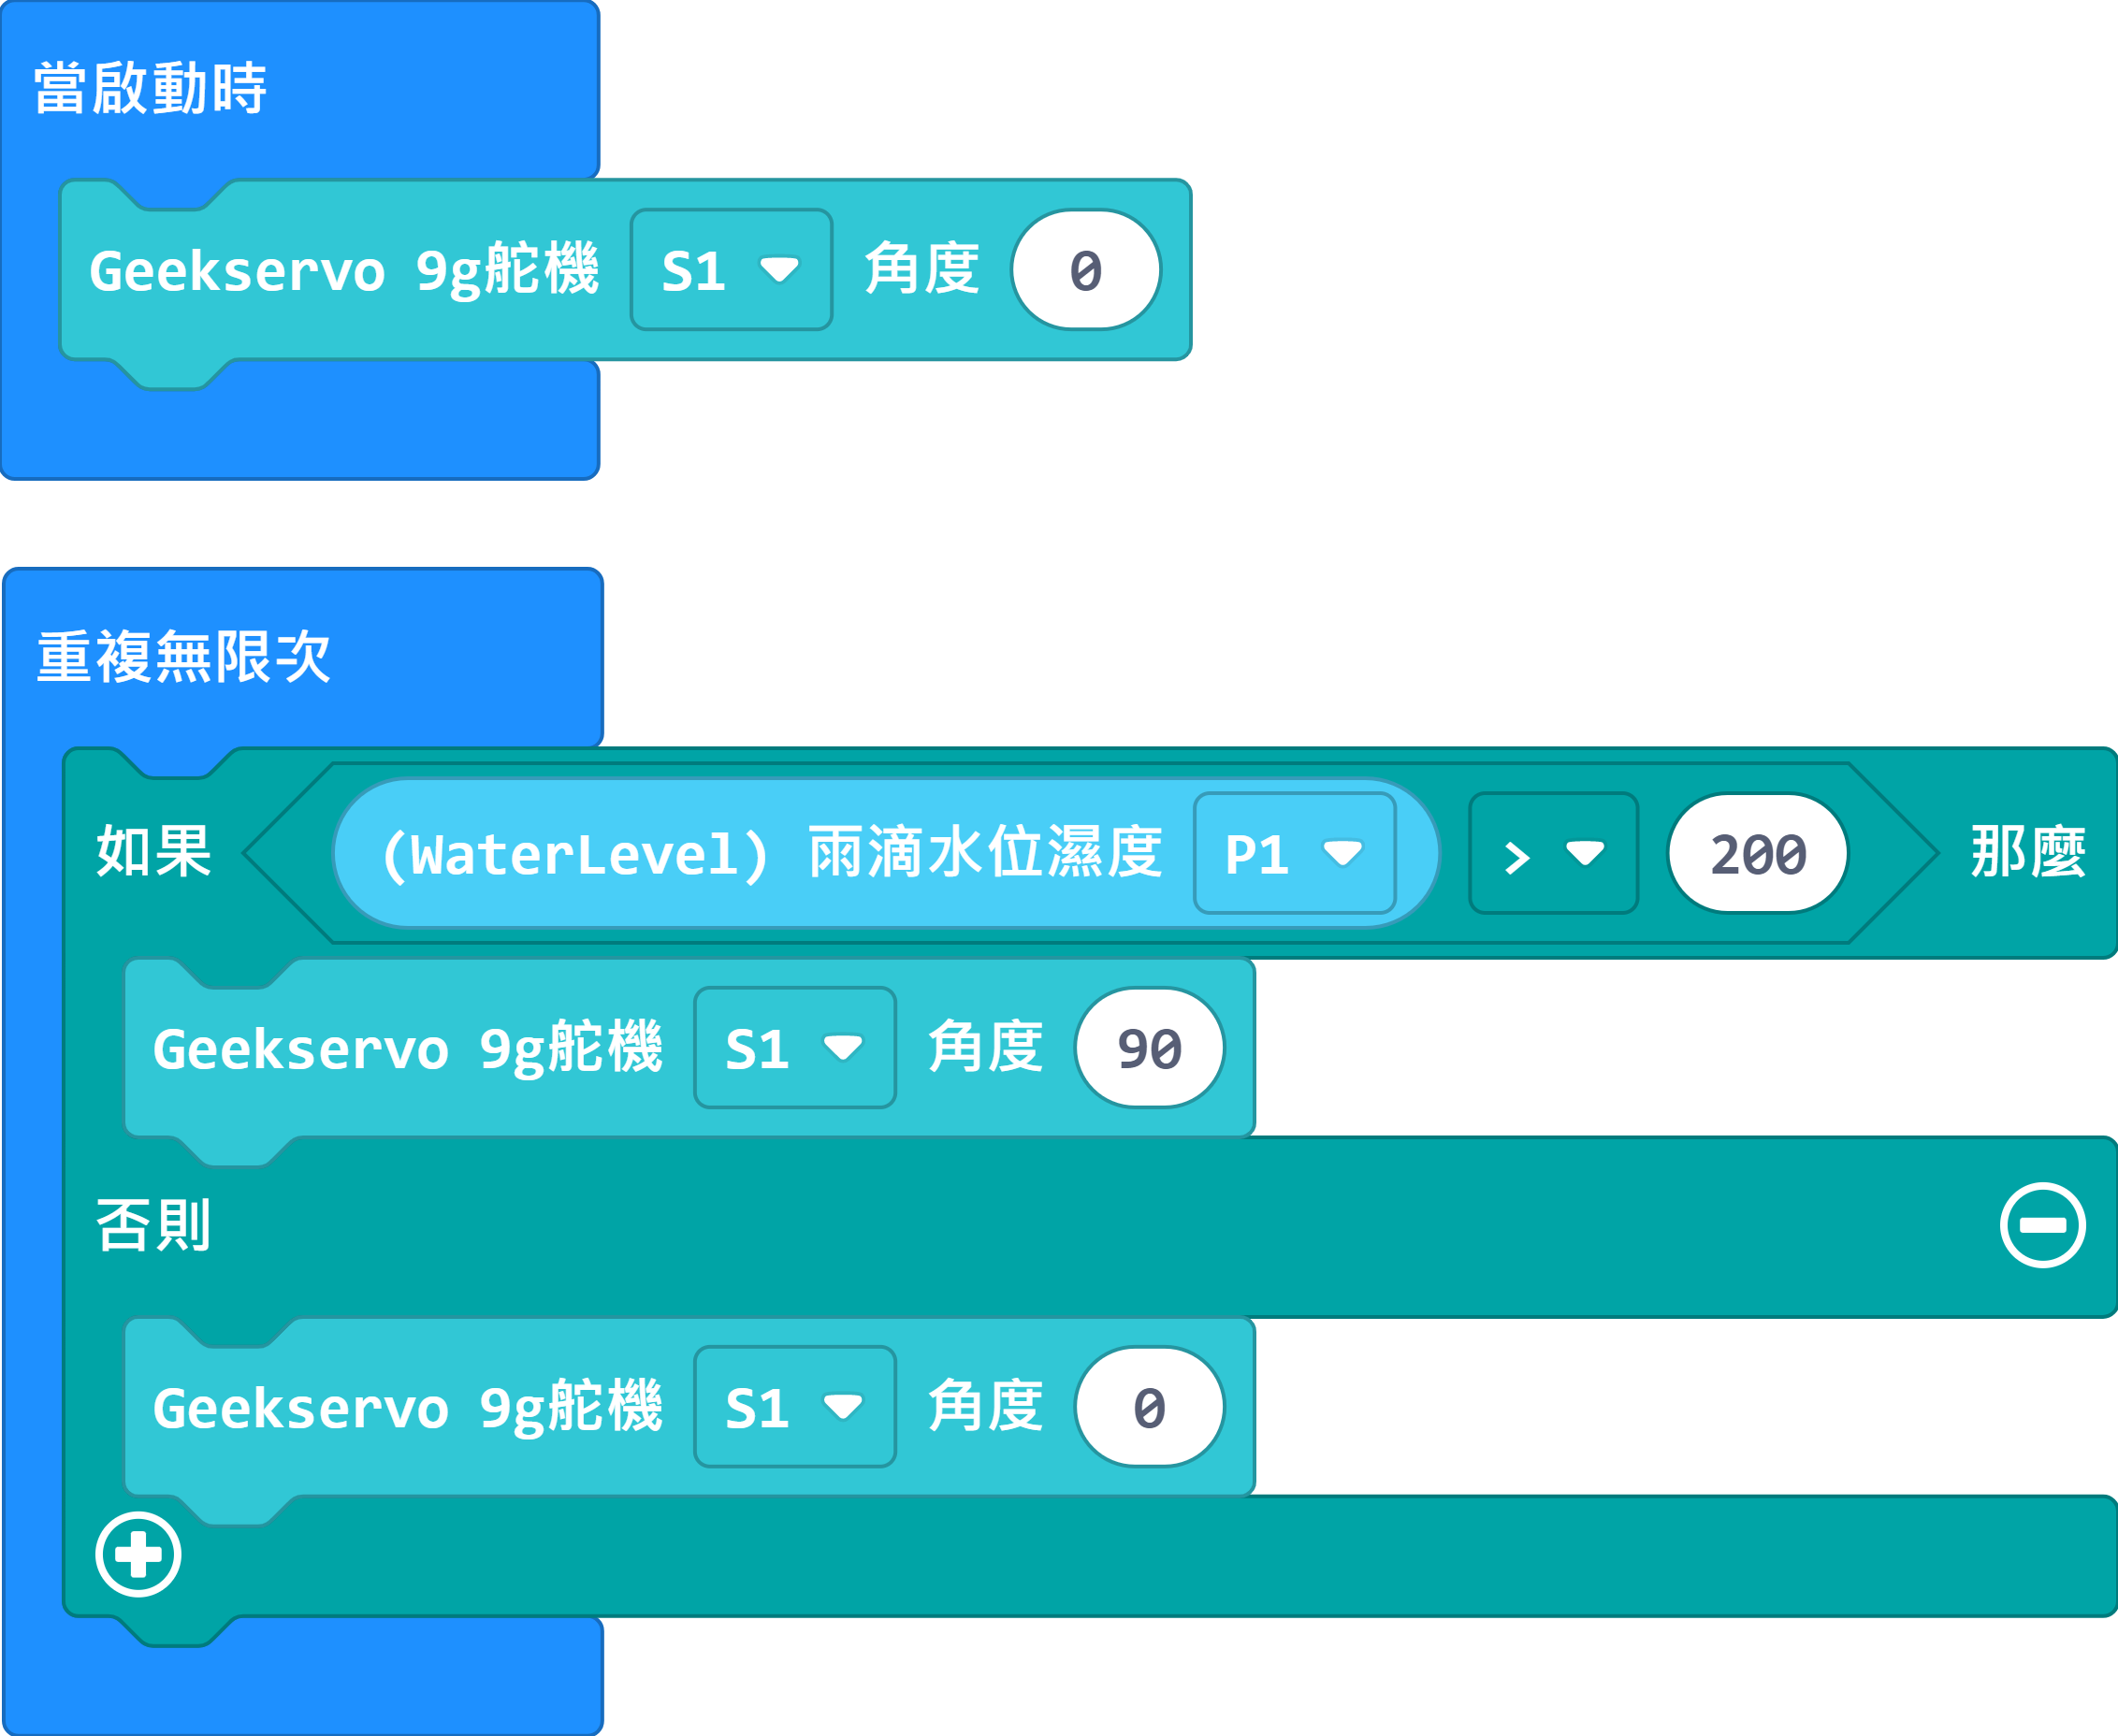 當啟動時
Geekservo 9g舵機 S1 角度 0
重複無限次
如果 (WaterLevel) 雨滴水位濕度 P1 > 200 那麼
Geekservo 9g舵機 S1 角度 90
否則
Geekservo 9g舵機 S1 角度 0